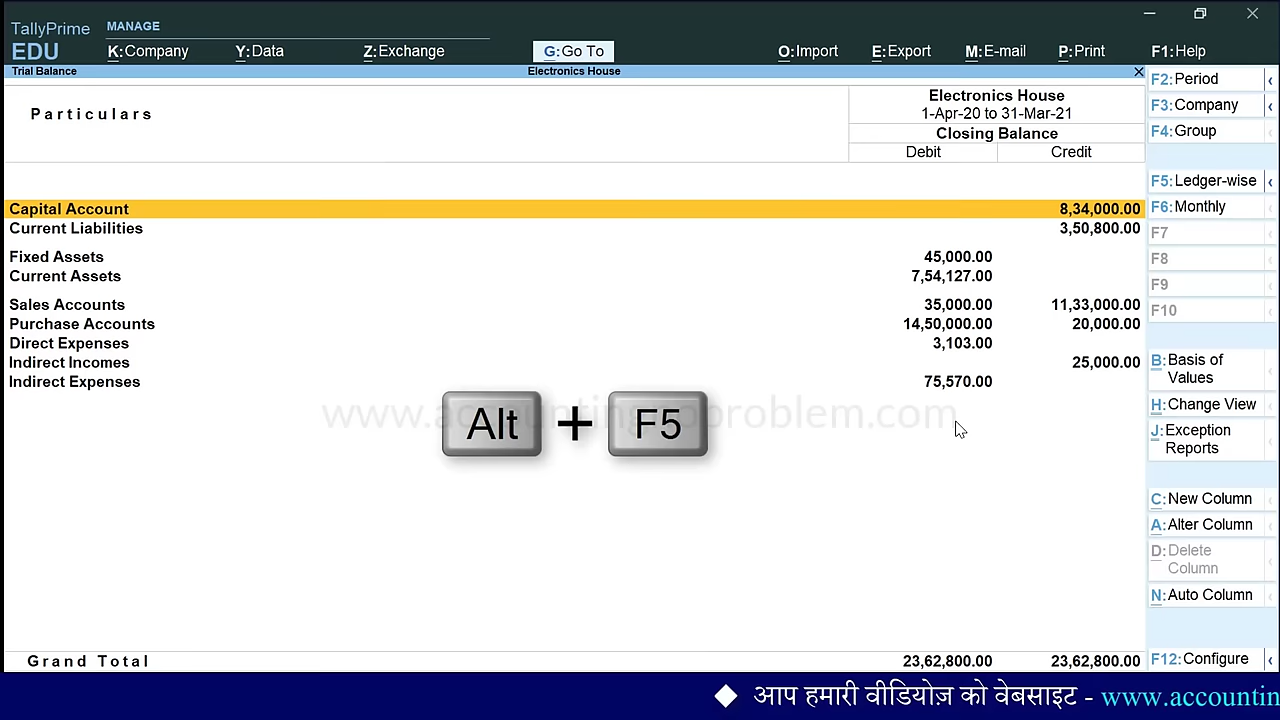 TallyPrime
MANAGE
EDU
K:Company Y:Data Z:Exchange G:Go To O:Import E:Export M:E-mail P:Print F1:Help
Trial Balance Electronics House
Particulars
Electronics House
1-Apr-20 to 31-Mar-21
Closing Balance
Debit Credit
Capital Account 8,34,000.00
Current Liabilities 3,50,800.00
Fixed Assets 45,000.00
Current Assets 7,54,127.00
Sales Accounts 35,000.00 11,33,000.00
Purchase Accounts 14,50,000.00 20,000.00
Direct Expenses 3,103.00
Indirect Incomes 25,000.00
Indirect Expenses 75,570.00
Alt + F5
Grand Total 23,62,800.00 23,62,800.00
F2:Period
F3:Company
F4:Group
F5:Ledger-wise
F6:Monthly
F7
F8
F9
F10
B:Basis of
Values
H:Change View
J:Exception
Reports
C:New Column
A:Alter Column
D:Delete
Column
N:Auto Column
F12:Configure
◆ आप हमारी वीडियोज़ को वेबसाइट - www.accountin